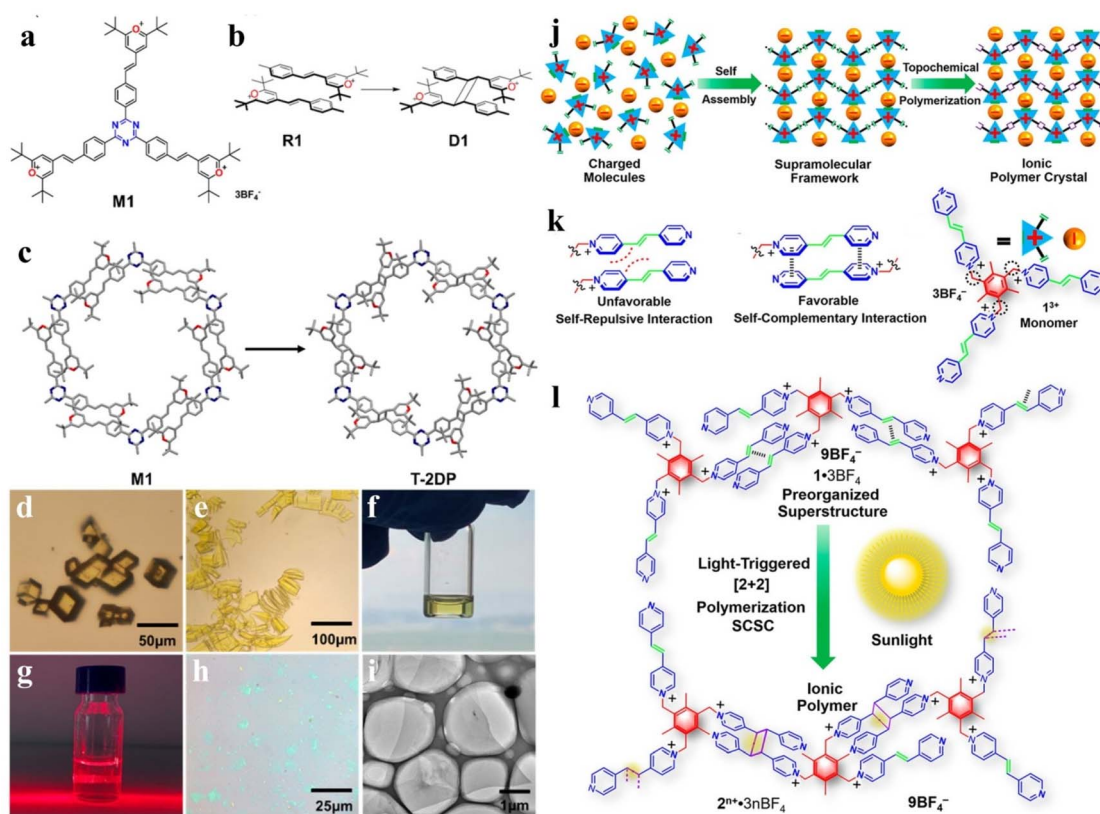 a
O+
O+
O+
N
N
N
3BF₄⁻
M1
b
O+
O
R1
O+
O
D1
c
M1
T-2DP
d
50μm
e
100μm
f
g
h
25μm
i
1μm
j
Self
Assembly
Topochemical
Polymerization
Charged
Molecules
Supramolecular
Framework
Ionic
Polymer Crystal
k
Unfavorable
Self-Repulsive Interaction
Favorable
Self-Complementary Interaction
=
3BF₄⁻
1³⁺
Monomer
l
9BF₄⁻
1•3BF₄
Preorganized
Superstructure
Light-Triggered
[2+2]
Polymerization
SCSC
Sunlight
Ionic
Polymer
2ⁿ⁺•3nBF₄
9BF₄⁻